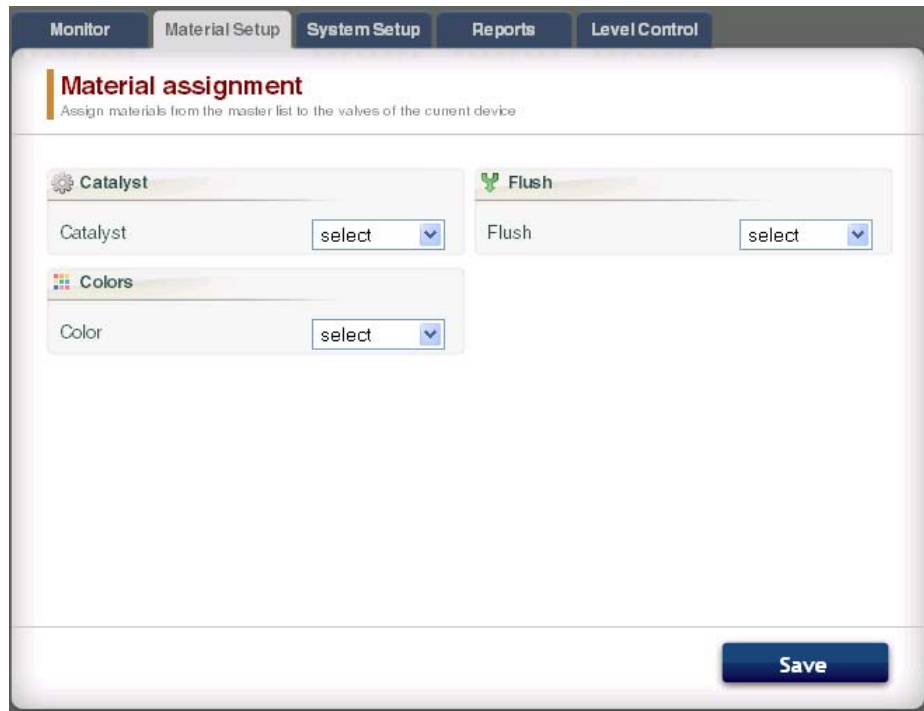 Monitor Material Setup System Setup Reports Level Control
Material assignment
Assign materials from the master list to the valves of the current device
Catalyst
Catalyst select
Flush
Flush select
Colors
Color select
Save